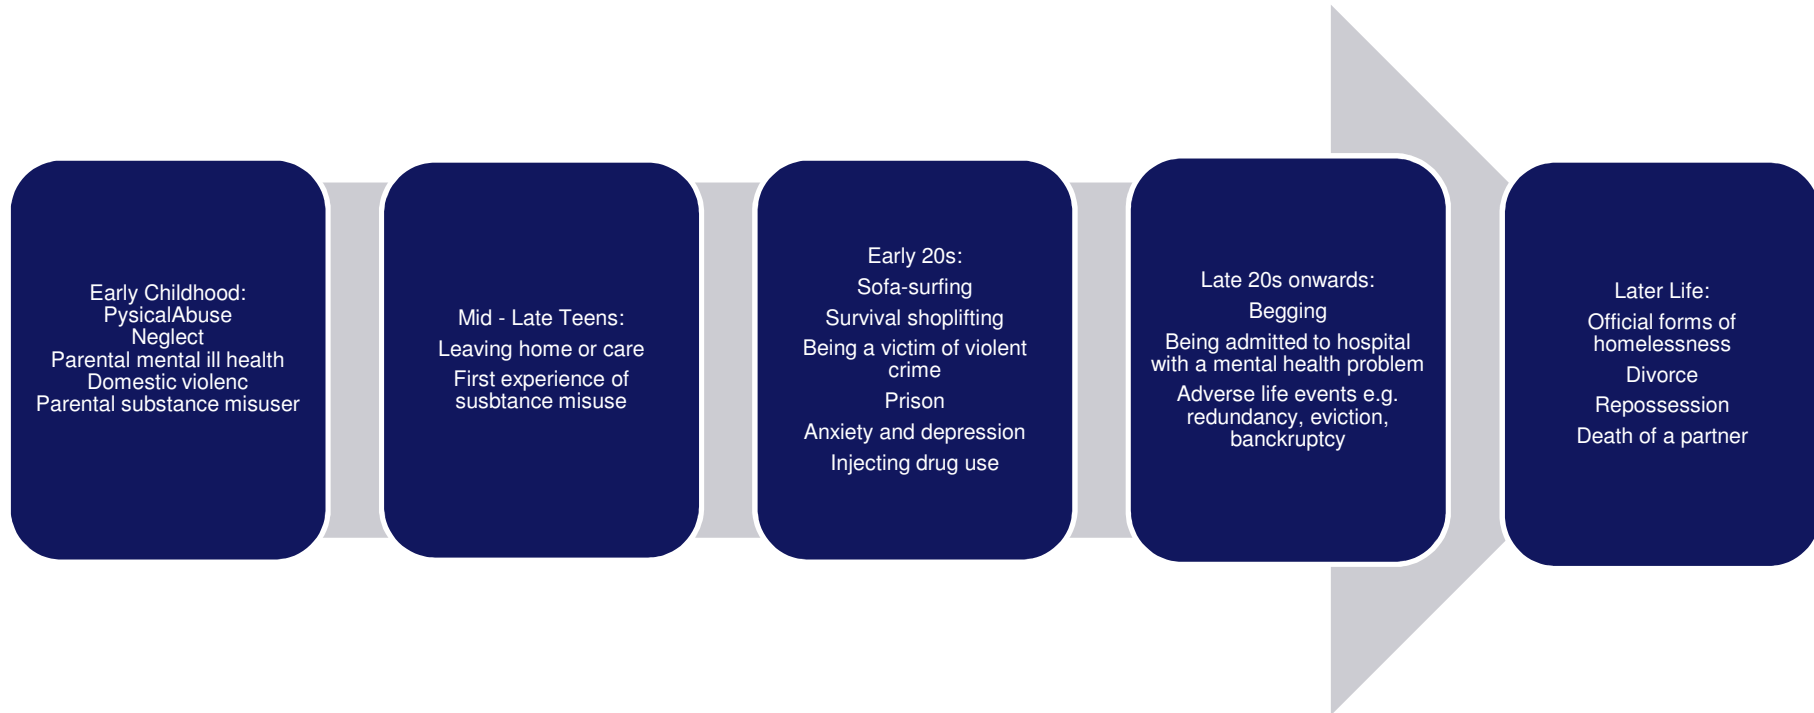 Early Childhood:
PysicalAbuse
Neglect
Parental mental ill health
Domestic violenc
Parental substance misuser
Mid - Late Teens:
Leaving home or care
First experience of
susbtance misuse
Early 20s:
Sofa-surfing
Survival shoplifting
Being a victim of violent
crime
Prison
Anxiety and depression
Injecting drug use
Late 20s onwards:
Begging
Being admitted to hospital
with a mental health problem
Adverse life events e.g.
redundancy, eviction,
banckruptcy
Later Life:
Official forms of
homelessness
Divorce
Repossession
Death of a partner